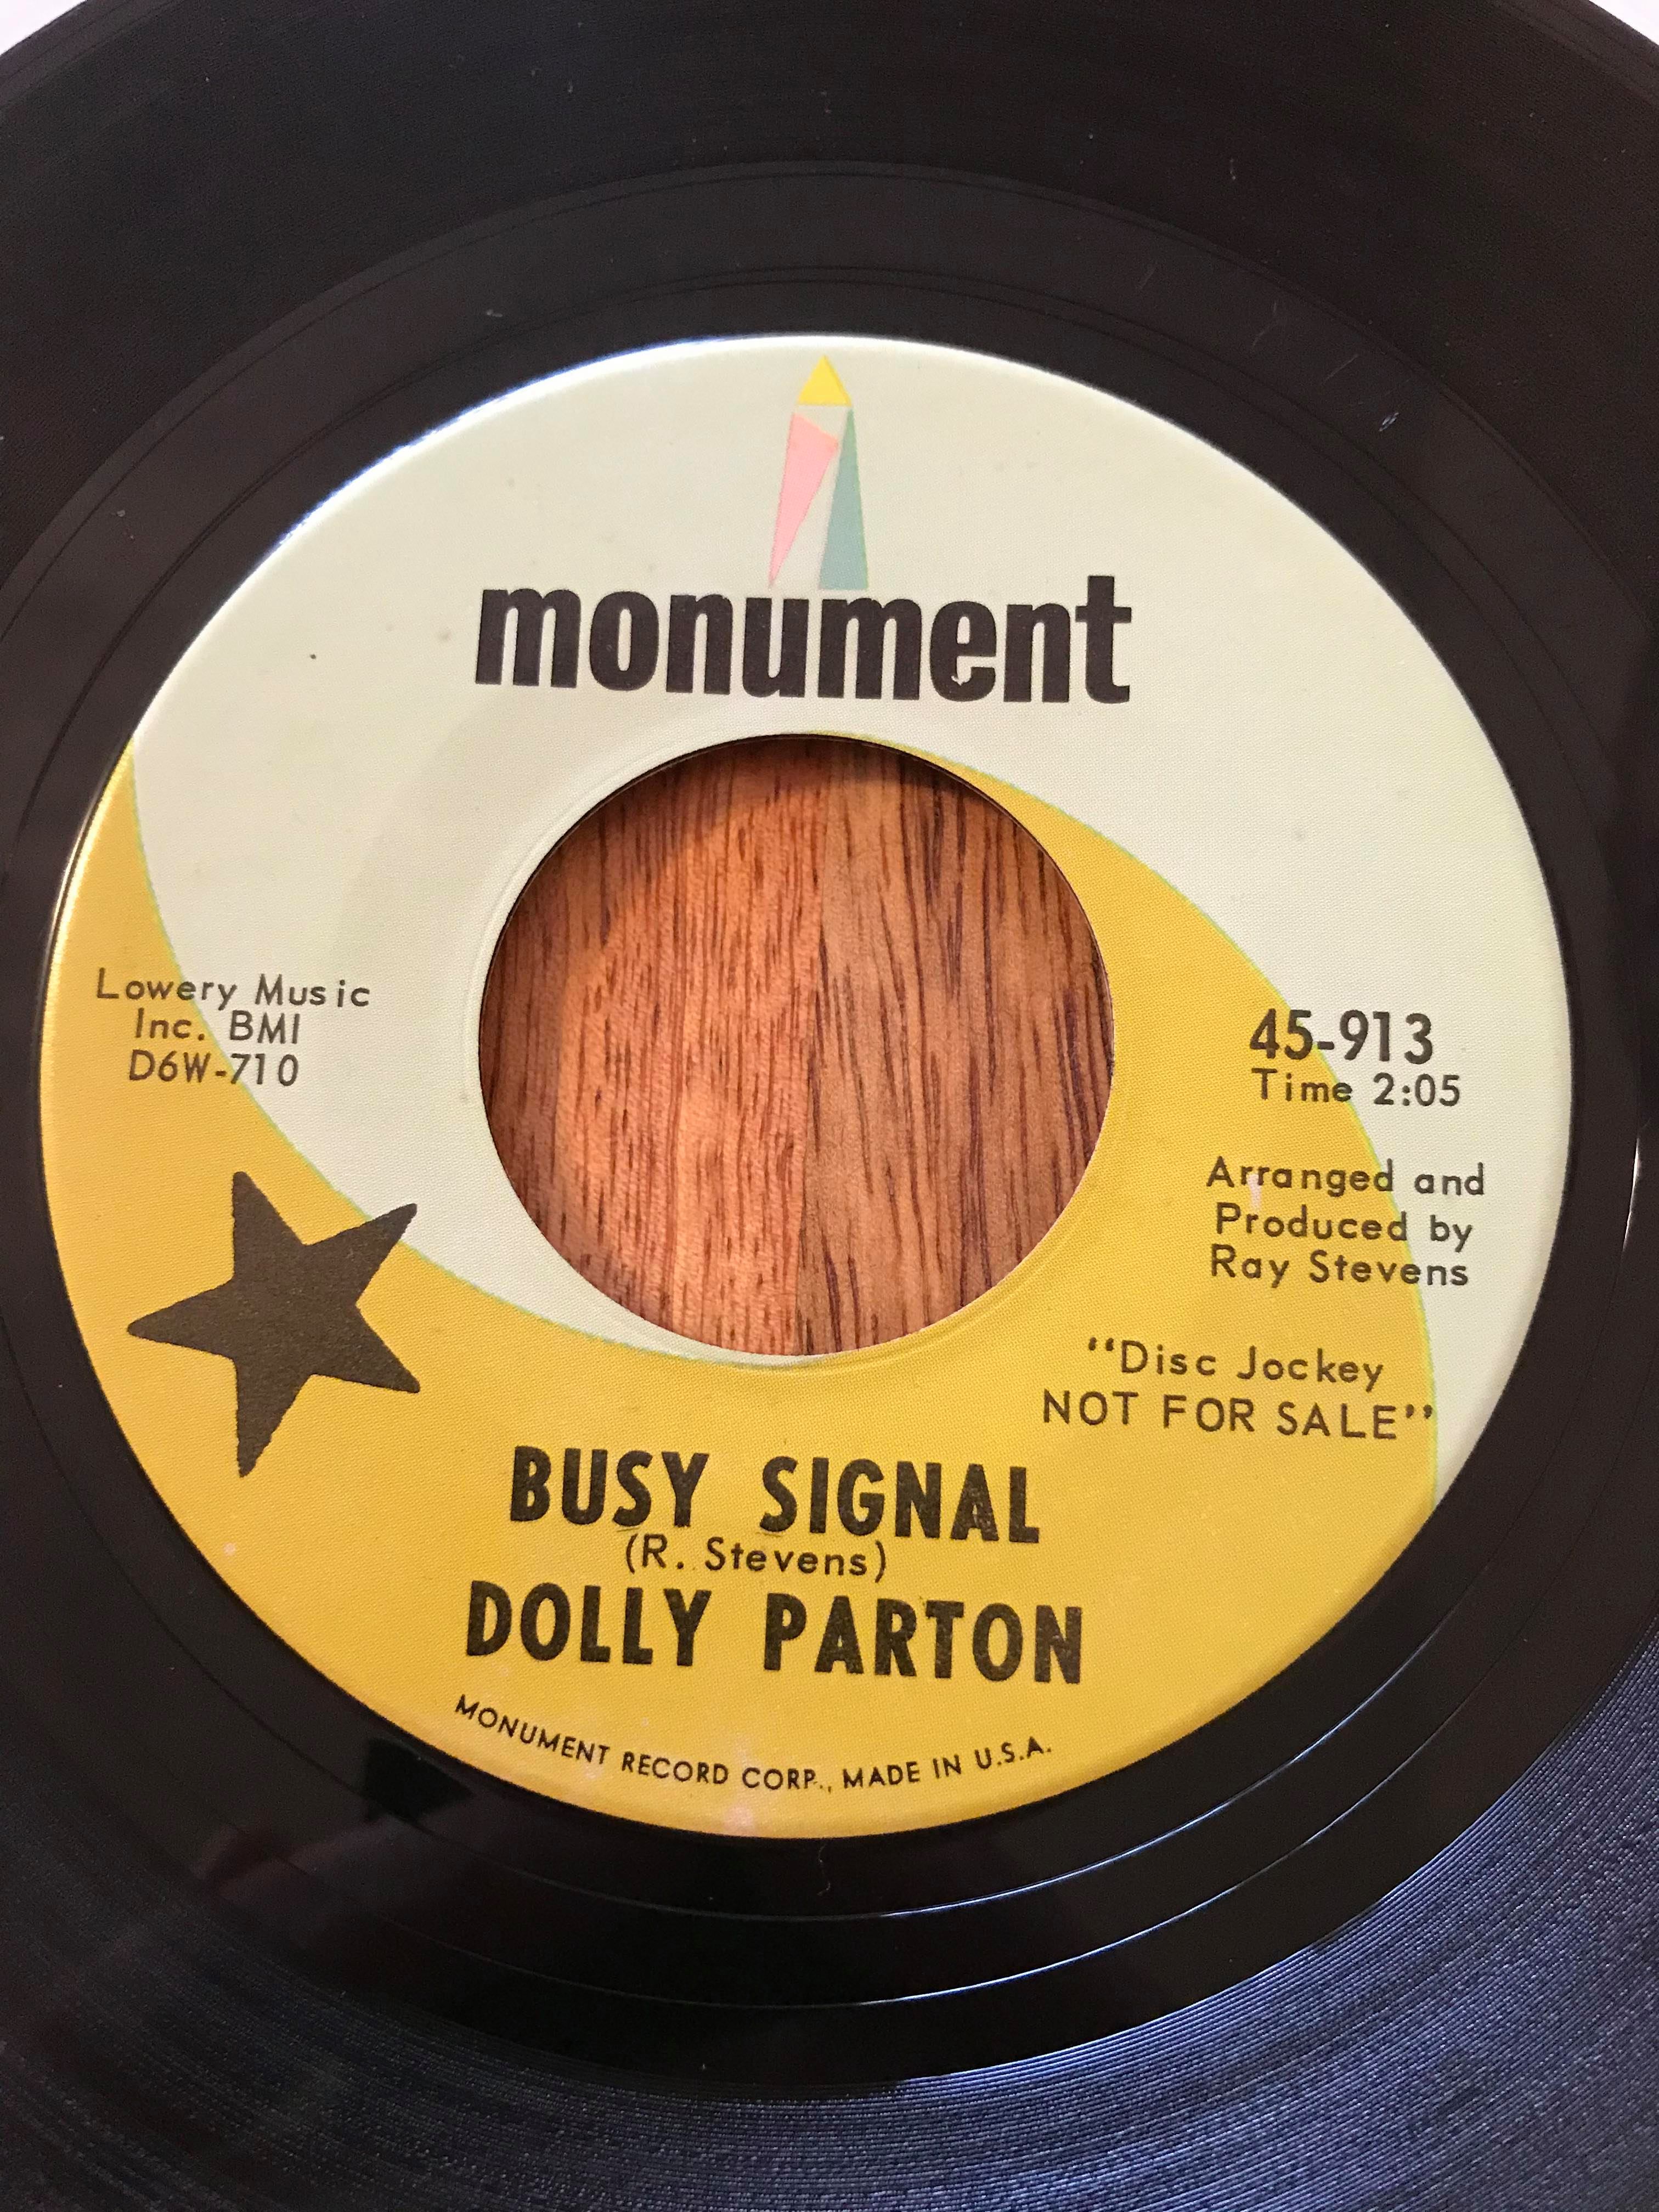 monument
Lowery Music
Inc. BMI
D6W-710
45-913
Time 2:05
Arranged and
Produced by
Ray Stevens
“Disc Jockey
NOT FOR SALE”
BUSY SIGNAL
(R. Stevens)
DOLLY PARTON
MONUMENT RECORD CORP., MADE IN U.S.A.